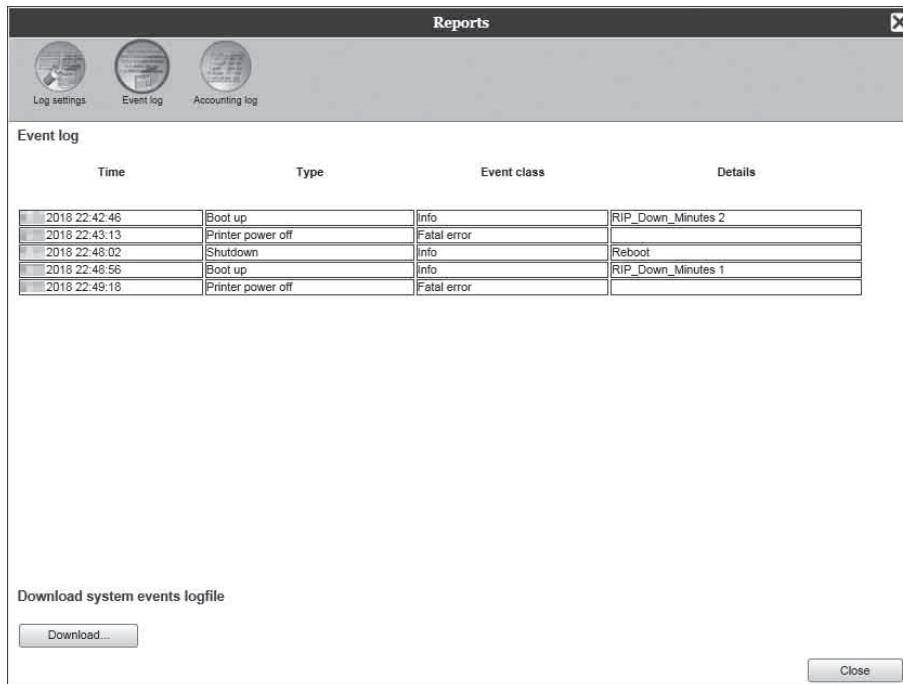 Reports
Log settings Event log Accounting log
Event log
Time Type Event class Details
2018 22:42:46 Boot up Info RIP_Down_Minutes 2
2018 22:43:13 Printer power off Fatal error
2018 22:48:02 Shutdown Info Reboot
2018 22:48:56 Boot up Info RIP_Down_Minutes 1
2018 22:49:18 Printer power off Fatal error
Download system events logfile
Download...
Close